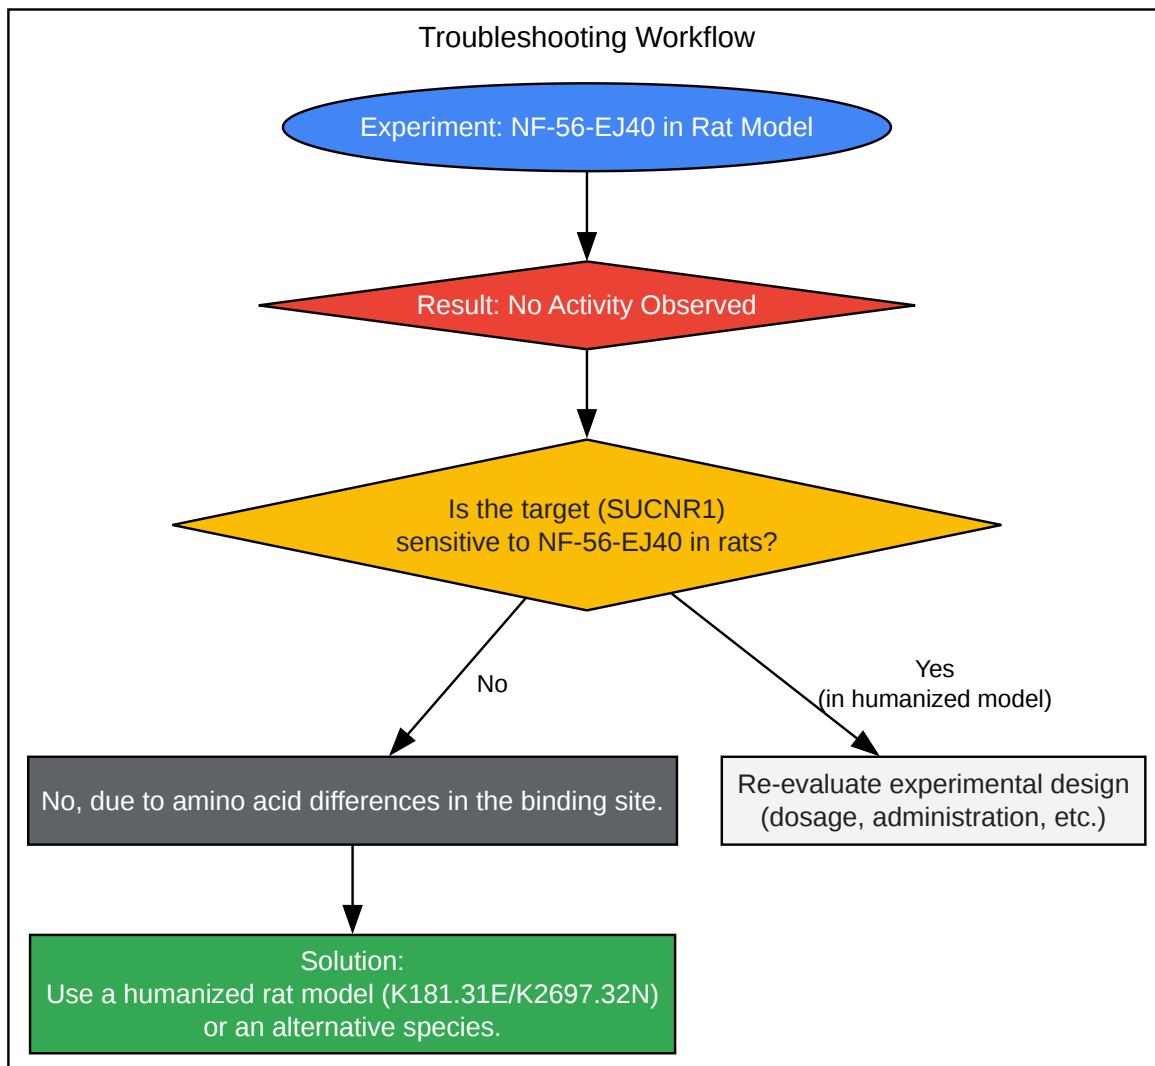 Troubleshooting Workflow
Experiment: NF-56-EJ40 in Rat Model
Result: No Activity Observed
Is the target (SUCNR1)
sensitive to NF-56-EJ40 in rats?
No
Yes
(in humanized model)
No, due to amino acid differences in the binding site.
Re-evaluate experimental design
(dosage, administration, etc.)
Solution:
Use a humanized rat model (K181.31E/K2697.32N)
or an alternative species.